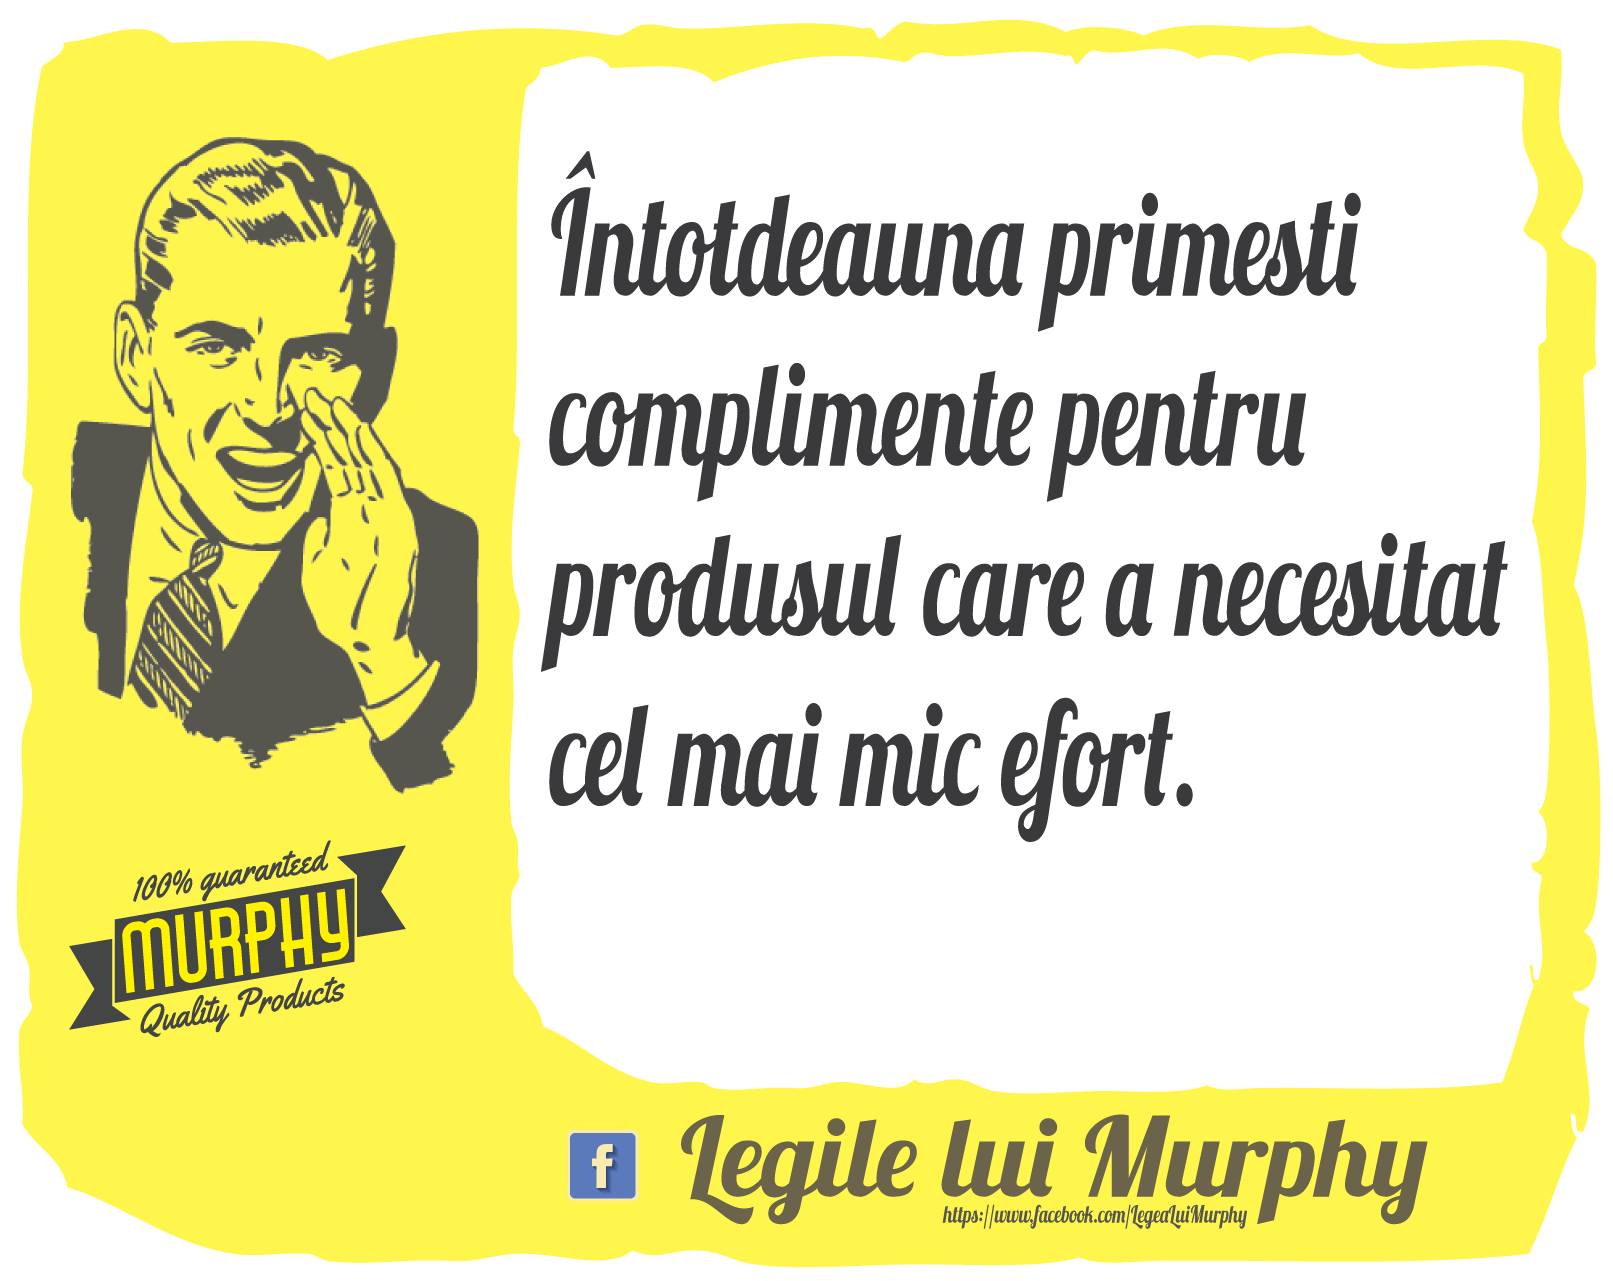 Întotdeauna primesti
complimente pentru
produsul care a necesitat
cel mai mic efort.
100% guaranteed
MURPHY
Quality Products
f
Legile lui Murphy
https://www.facebook.com/LegeaLuiMurphy